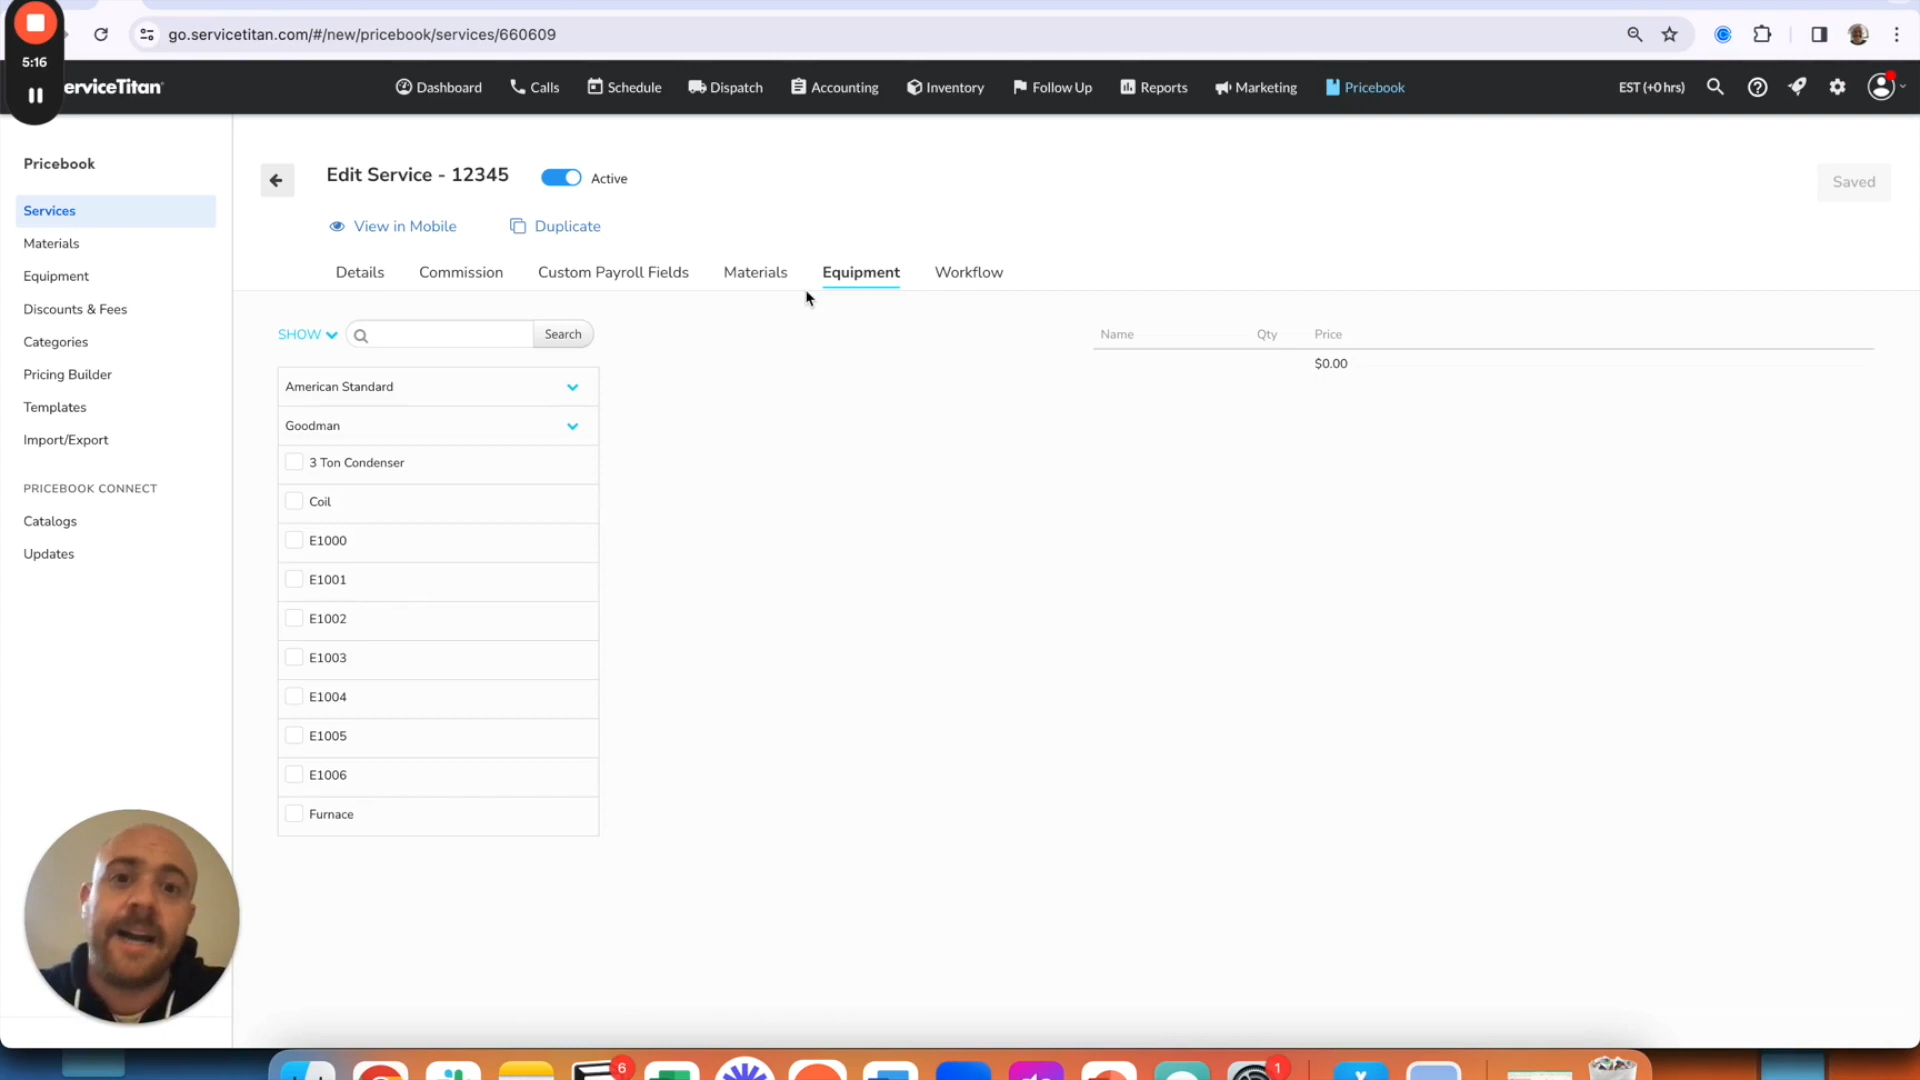 go.servicetitan.com/#/new/pricebook/services/660609
5:16
erviceTitan
Dashboard
Calls
Schedule
Dispatch
Accounting
Inventory
Follow Up
Reports
Marketing
Pricebook
EST (+0 hrs)
Pricebook
Services
Materials
Equipment
Discounts & Fees
Categories
Pricing Builder
Templates
Import/Export
PRICEBOOK CONNECT
Catalogs
Updates
Edit Service - 12345
Active
Saved
View in Mobile
Duplicate
Details
Commission
Custom Payroll Fields
Materials
Equipment
Workflow
SHOW
Search
American Standard
Goodman
3 Ton Condenser
Coil
E1000
E1001
E1002
E1003
E1004
E1005
E1006
Furnace
Name
Qty
Price
$0.00
6
1